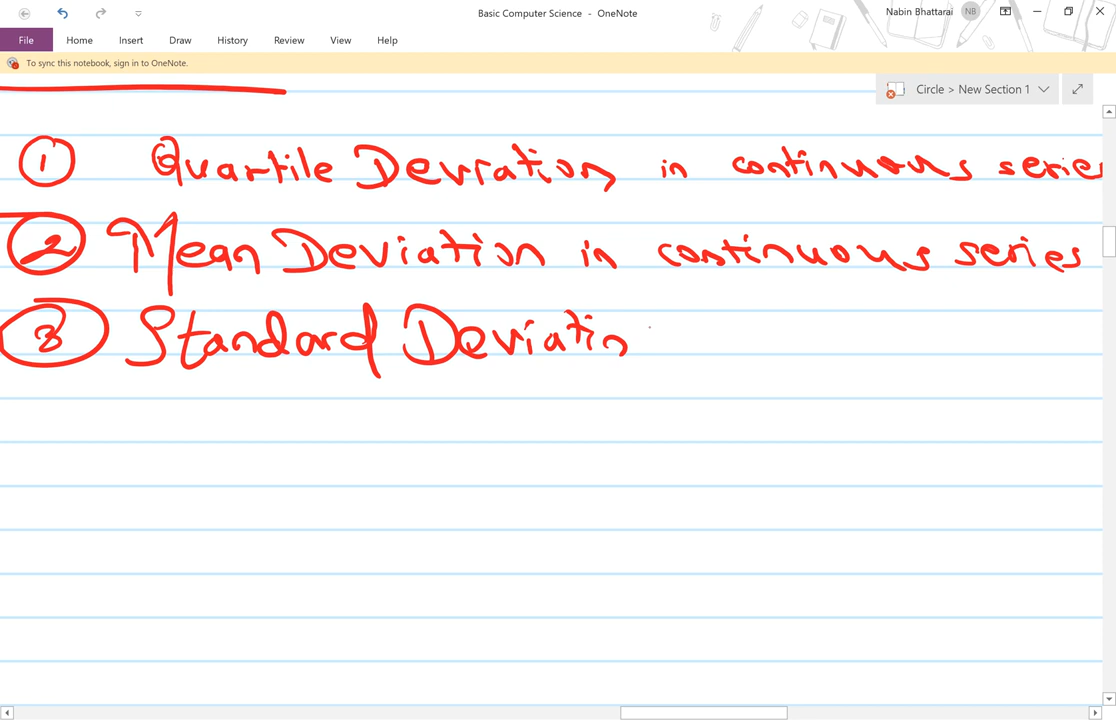 Basic Computer Science - OneNote
Nabin Bhattarai NB
File Home Insert Draw History Review View Help
To sync this notebook, sign in to OneNote.
Circle > New Section 1
1 Quartile Deviation in continuous series
2 Mean Deviation in continuous series
3 Standard Deviatin